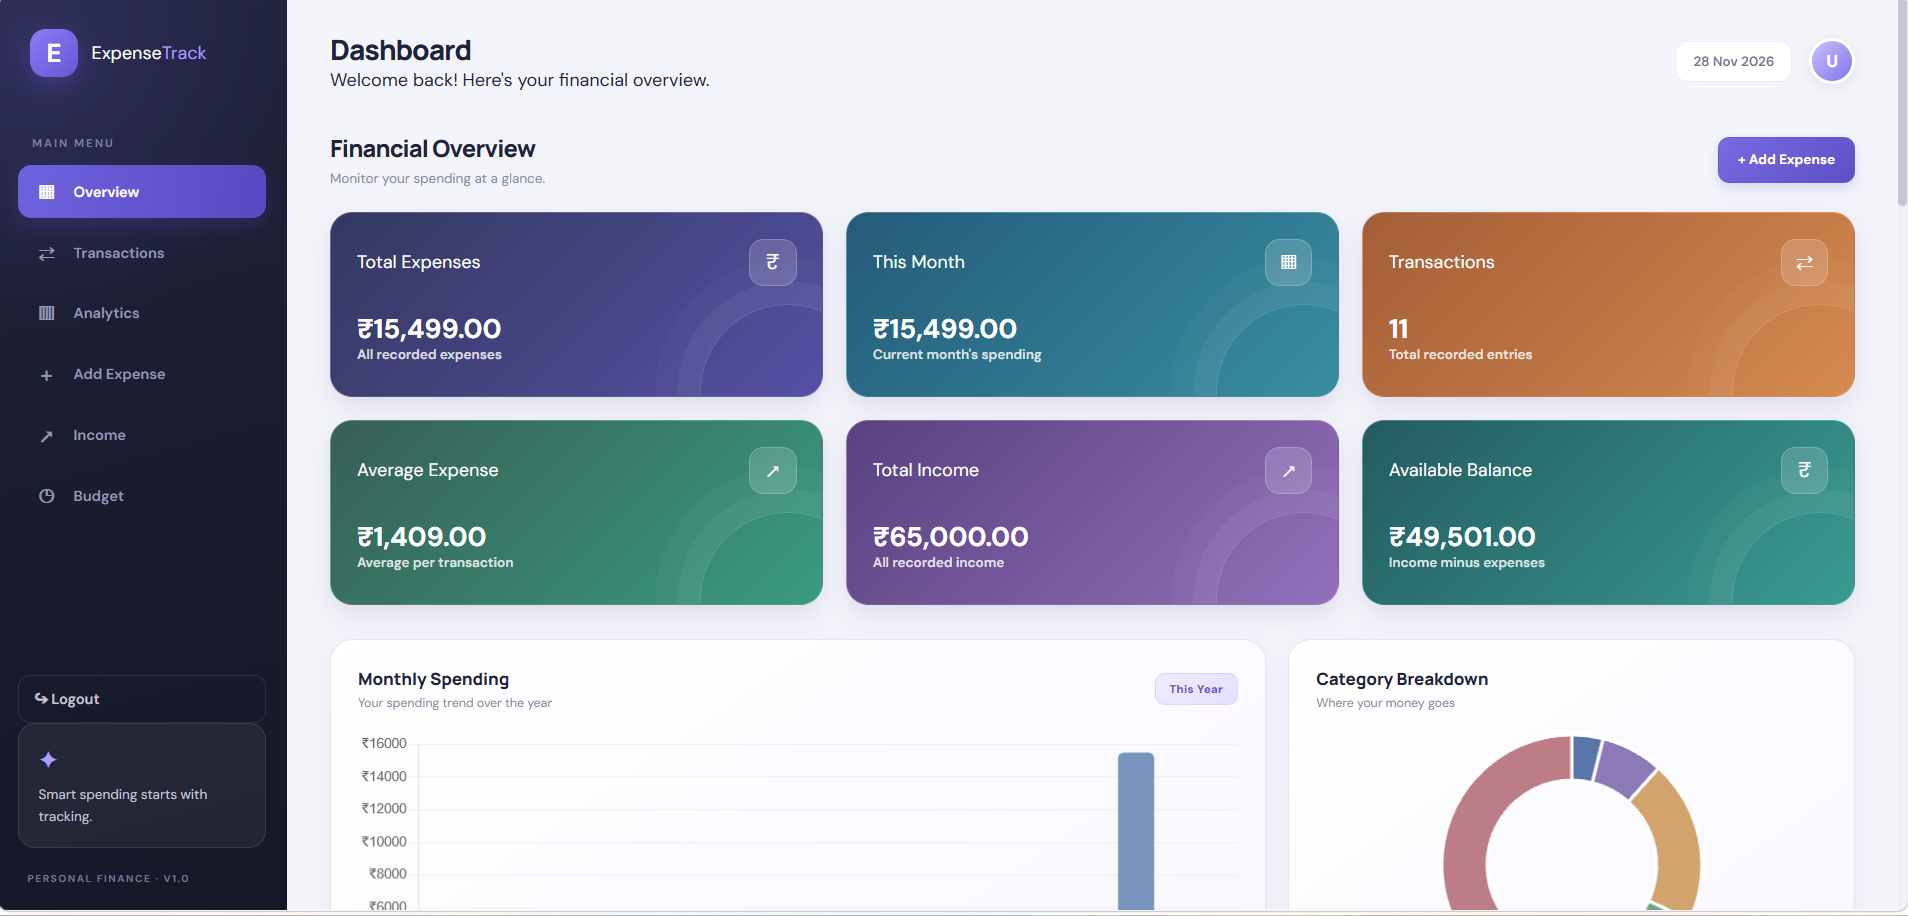 E
ExpenseTrack
MAIN MENU
Overview
Transactions
Analytics
+ Add Expense
Income
Budget
Logout
Smart spending starts with
tracking.
PERSONAL FINANCE · V1.0
Dashboard
Welcome back! Here's your financial overview.
28 Nov 2026
U
Financial Overview
Monitor your spending at a glance.
+ Add Expense
Total Expenses
₹
₹15,499.00
All recorded expenses
This Month
₹15,499.00
Current month's spending
Transactions
11
Total recorded entries
Average Expense
₹1,409.00
Average per transaction
Total Income
₹65,000.00
All recorded income
Available Balance
₹
₹49,501.00
Income minus expenses
Monthly Spending
Your spending trend over the year
This Year
₹16000
₹14000
₹12000
₹10000
₹8000
₹6000
Category Breakdown
Where your money goes